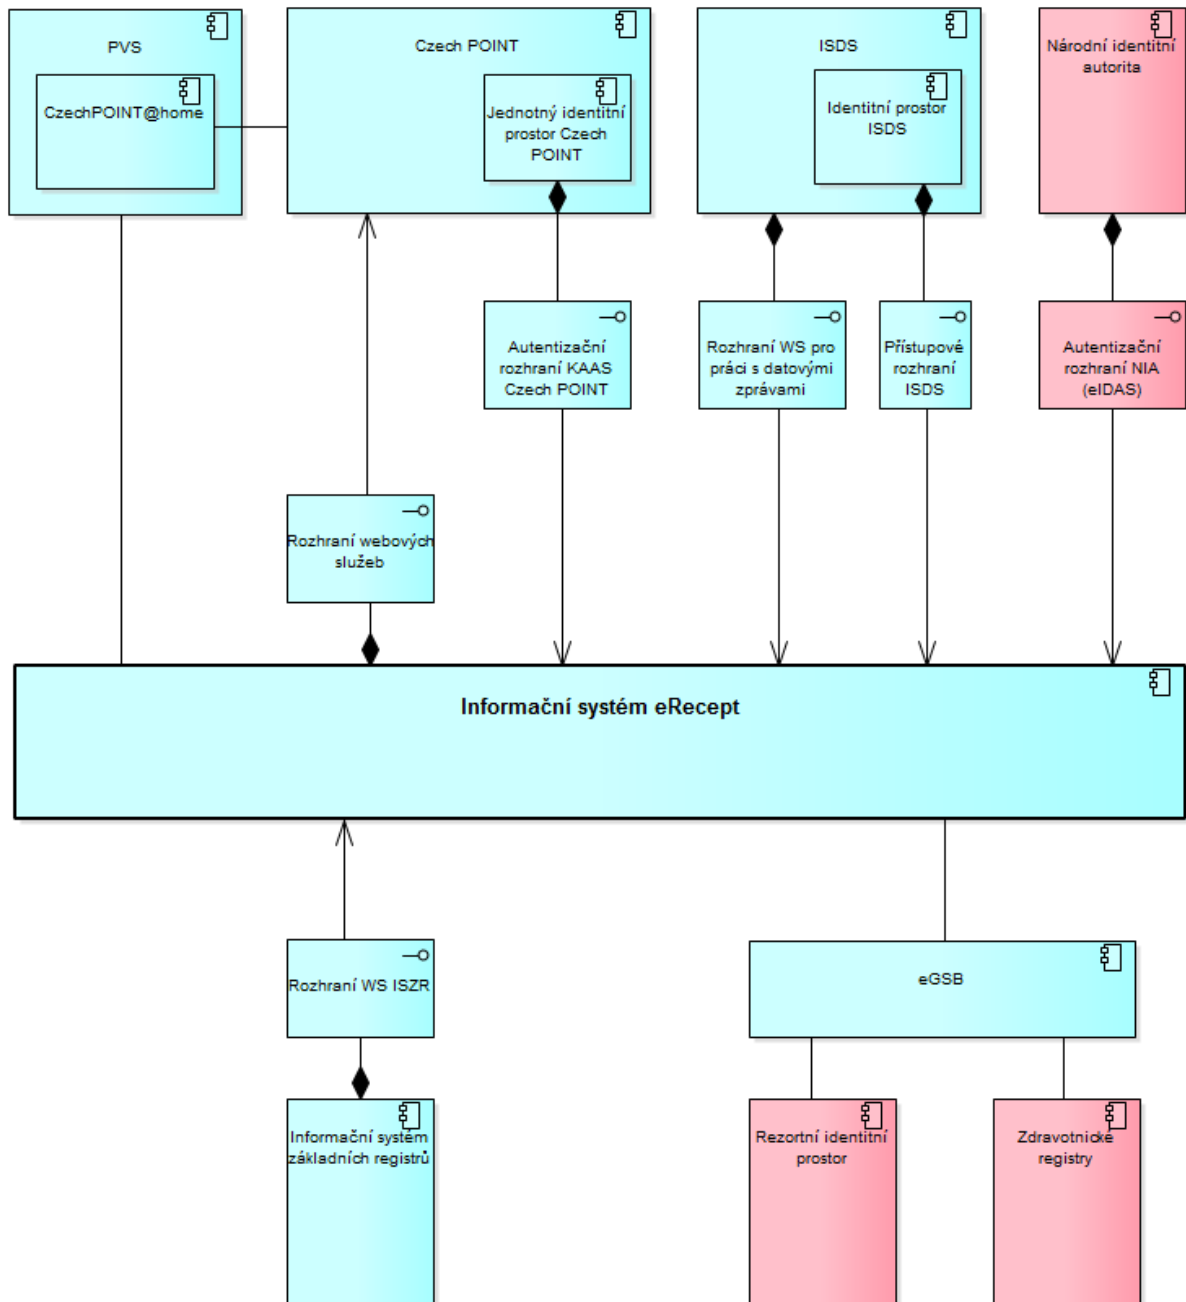 PVS
CzechPOINT@home
Czech POINT
Jednotný identitní
prostor Czech
POINT
ISDS
Identitní prostor
ISDS
Národní identitní
autorita
Autentizační
rozhraní KAAS
Czech POINT
Rozhraní WS pro
práci s datovými
zprávami
Přístupové
rozhraní
ISDS
Autentizační
rozhraní NIA
(eIDAS)
Rozhraní webových
služeb
Informační systém eRecept
Rozhraní WS ISZR
eGSB
Informační systém
základních registrů
Rezortní identitní
prostor
Zdravotnické
registry